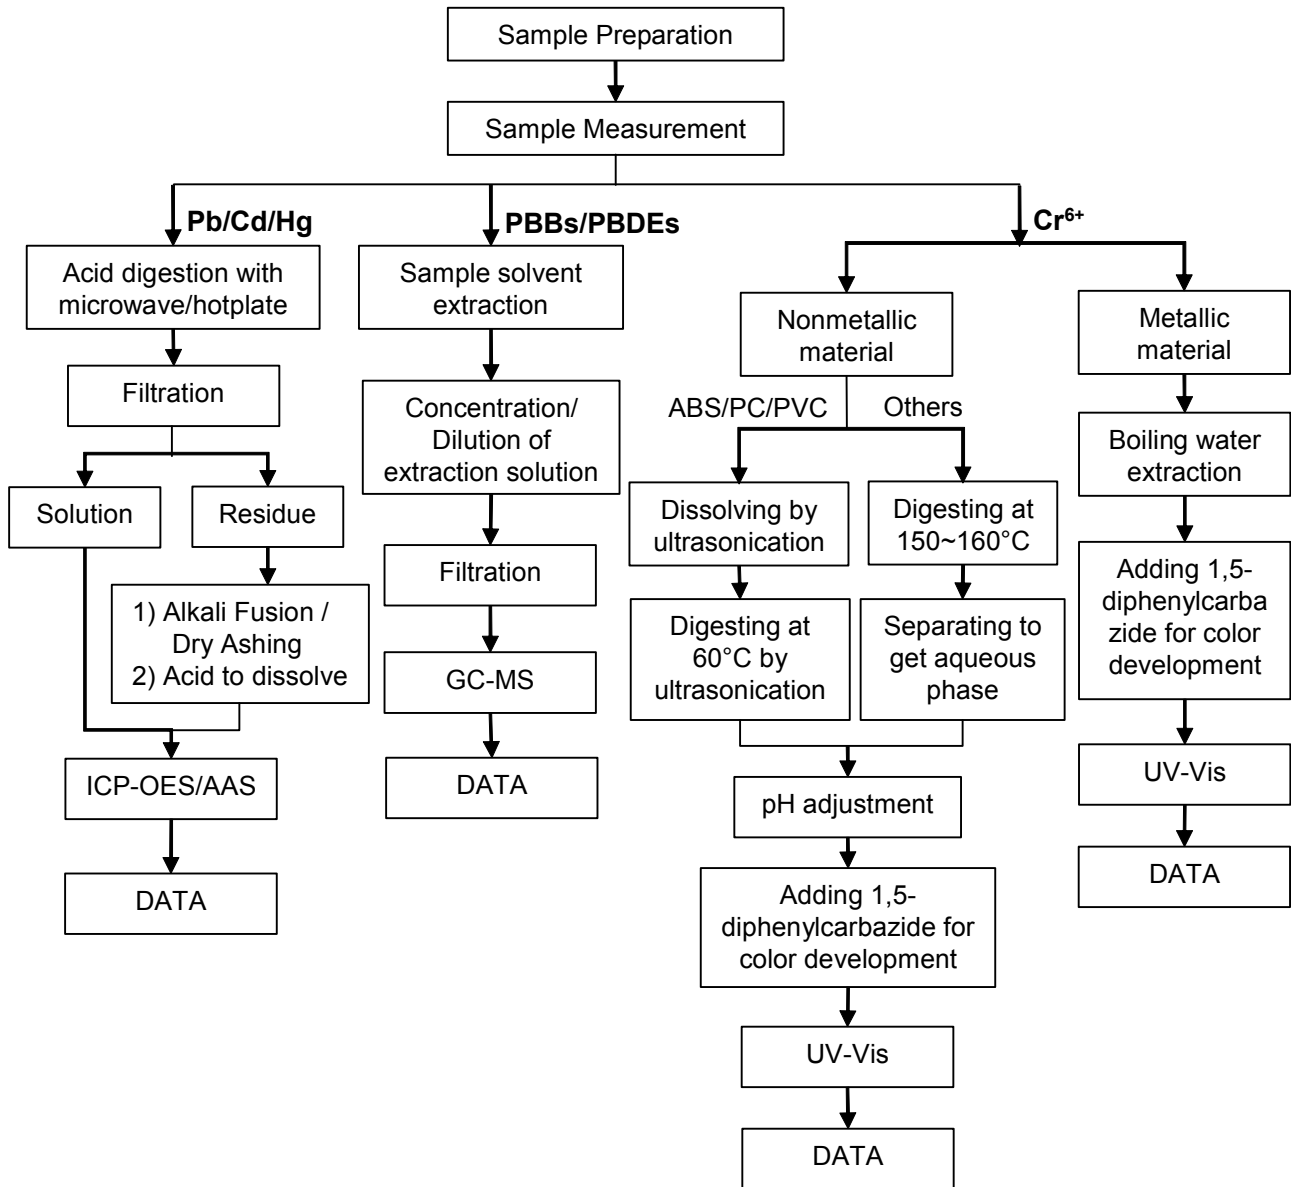 Sample Preparation
Sample Measurement
Pb/Cd/Hg
PBBs/PBDEs
Cr⁶⁺
Acid digestion with
microwave/hotplate
Filtration
Solution
Residue
1) Alkali Fusion /
Dry Ashing
2) Acid to dissolve
ICP-OES/AAS
DATA
Sample solvent
extraction
Concentration/
Dilution of
extraction solution
Filtration
GC-MS
DATA
Nonmetallic
material
ABS/PC/PVC
Others
Dissolving by
ultrasonication
Digesting at
60°C by
ultrasonication
Digesting at
150~160°C
Separating to
get aqueous
phase
pH adjustment
Adding 1,5-
diphenylcarbazide for
color development
UV-Vis
DATA
Metallic
material
Boiling water
extraction
Adding 1,5-
diphenylcarba
zide for color
development
UV-Vis
DATA